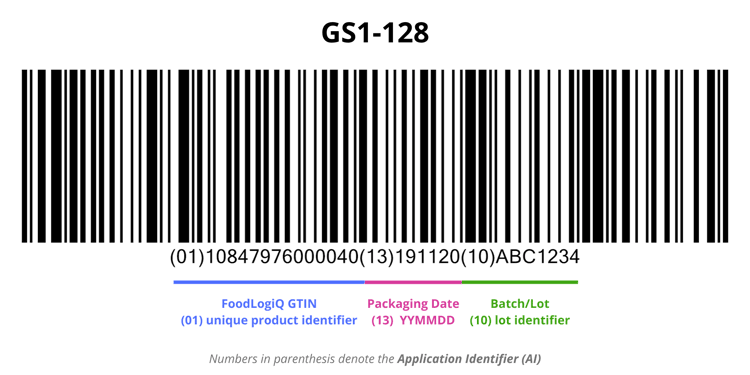 GS1-128
(01)10847976000040(13)191120(10)ABC1234
FoodLogiQ GTIN Packaging Date Batch/Lot
(01) unique product identifier (13) YYMMDD (10) lot identifier
Numbers in parenthesis denote the Application Identifier (AI)